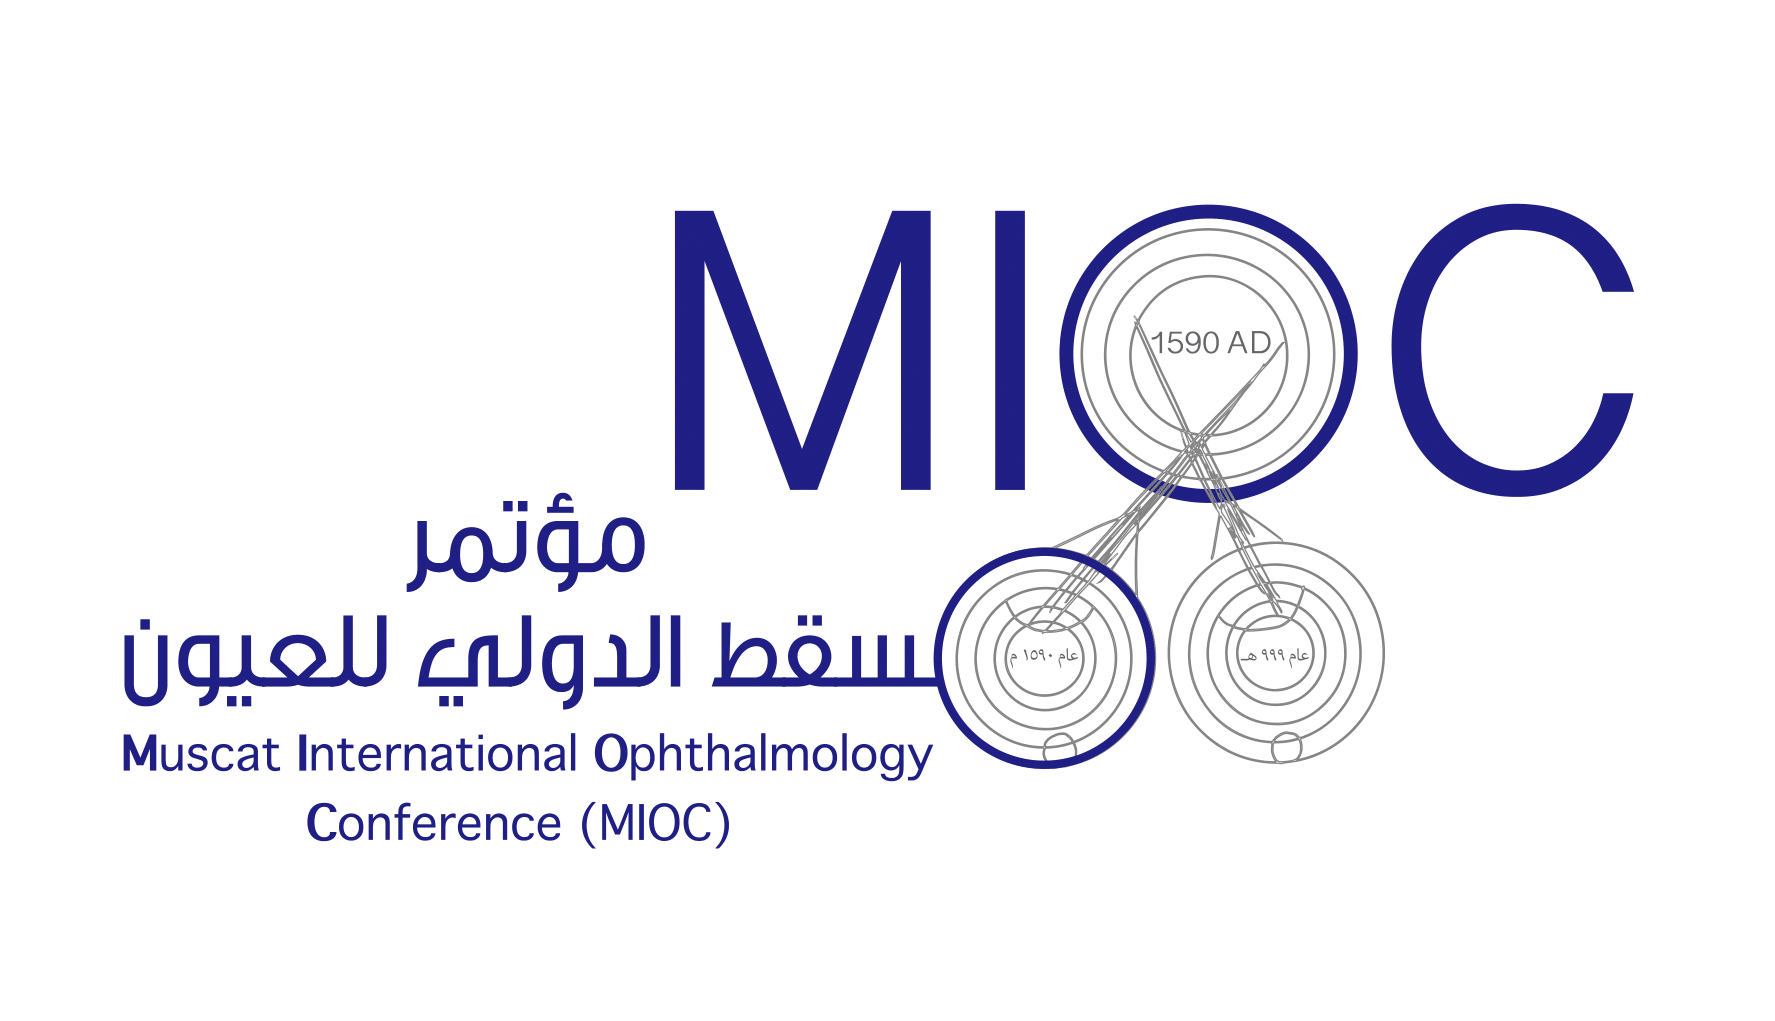 MIOC
1590 AD
مؤتمر
مسقط الدولي للعيون
عام ١٥٩٠ م
عام ٩٩٩ هـ
Muscat International Ophthalmology
Conference (MIOC)